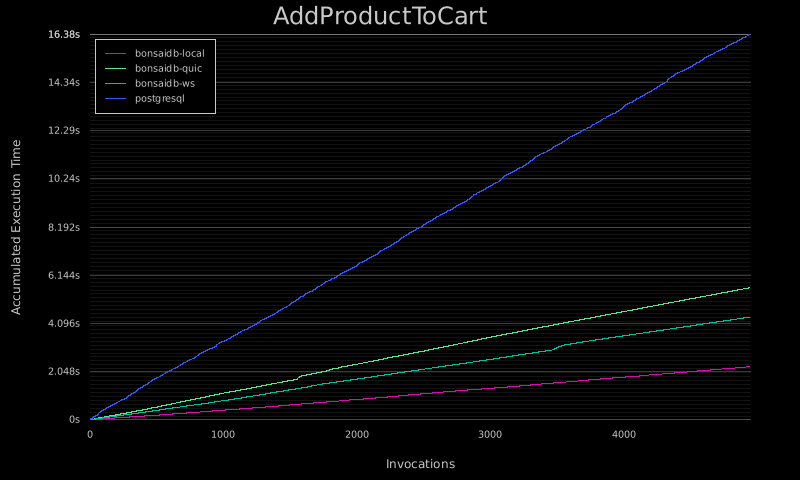 AddProductToCart
16.38s
14.34s
12.29s
10.24s
8.192s
6.144s
4.096s
2.048s
0s
Accumulated Execution Time
bonsaidb-local
bonsaidb-quic
bonsaidb-ws
postgresql
0 1000 2000 3000 4000
Invocations